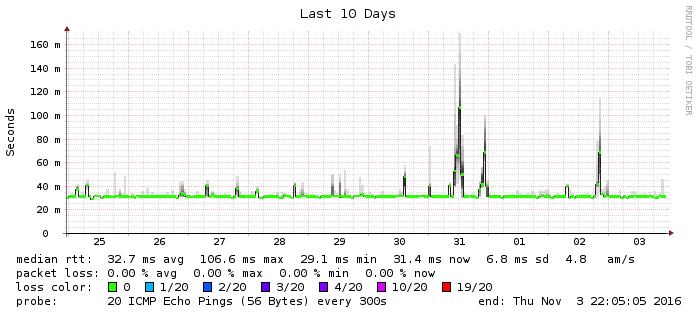 Last 10 Days
RRDTOOL / TOBI OETIKER
Seconds
160 m
140 m
120 m
100 m
80 m
60 m
40 m
20 m
0
25 26 27 28 29 30 31 01 02 03
median rtt: 32.7 ms avg 106.6 ms max 29.1 ms min 31.4 ms now 6.8 ms sd 4.8 am/s
packet loss: 0.00 % avg 0.00 % max 0.00 % min 0.00 % now
loss color: 0 1/20 2/20 3/20 4/20 10/20 19/20
probe: 20 ICMP Echo Pings (56 Bytes) every 300s end: Thu Nov 3 22:05:05 2016